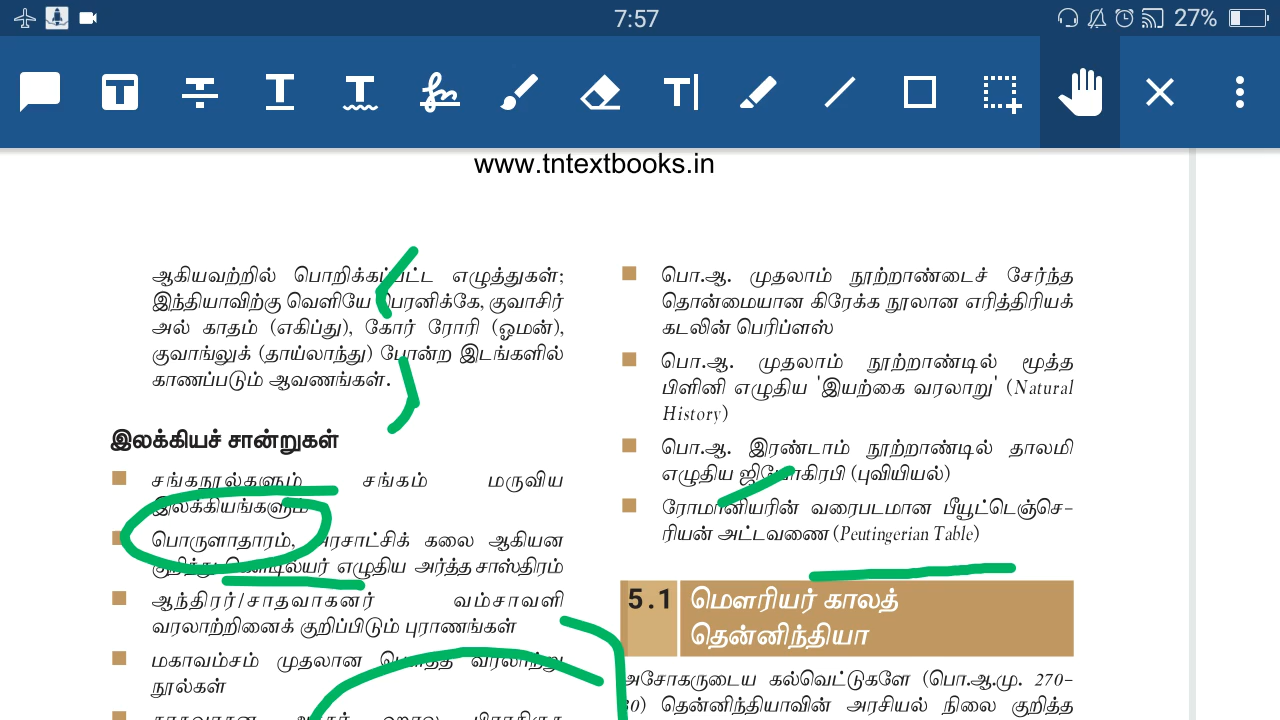 7:57
27%
www.tntextbooks.in
ஆகியவற்றில் பொறிக்கப்பட்ட எழுத்துகள்;
இந்தியாவிற்கு வெளியே பெரனிக்கே, குவாசிர்
அல் காதம் (எகிப்து), கோர் ரோரி (ஓமன்),
குவாங்லுக் (தாய்லாந்து) போன்ற இடங்களில்
காணப்படும் ஆவணங்கள்.
இலக்கியச் சான்றுகள்
சங்கநூல்களும் சங்கம் மருவிய
இலக்கியங்களும்
பொருளாதாரம், அரசாட்சிக் கலை ஆகியன
குறித்து கௌடில்யர் எழுதிய அர்த்தசாஸ்திரம்
ஆந்திரர்/சாதவாகனர் வம்சாவளி
வரலாற்றினைக் குறிப்பிடும் புராணங்கள்
மகாவம்சம் முதலான பௌத்த வரலாற்று
நூல்கள்
பொ.ஆ. முதலாம் நூற்றாண்டைச் சேர்ந்த
தொன்மையான கிரேக்க நூலான எரித்திரியக்
கடலின் பெரிப்ளஸ்
பொ.ஆ. முதலாம் நூற்றாண்டில் மூத்த
பிளினி எழுதிய 'இயற்கை வரலாறு' (Natural
History)
பொ.ஆ. இரண்டாம் நூற்றாண்டில் தாலமி
எழுதிய ஜியோகிரபி (புவியியல்)
ரோமானியரின் வரைபடமான பீயூட்டெஞ்செ-
ரியன் அட்டவணை (Peutingerian Table)
5.1 மௌரியர் காலத்
தென்னிந்தியா
அசோகருடைய கல்வெட்டுகளே (பொ.ஆ.மு. 270-
30) தென்னிந்தியாவின் அரசியல் நிலை குறித்த